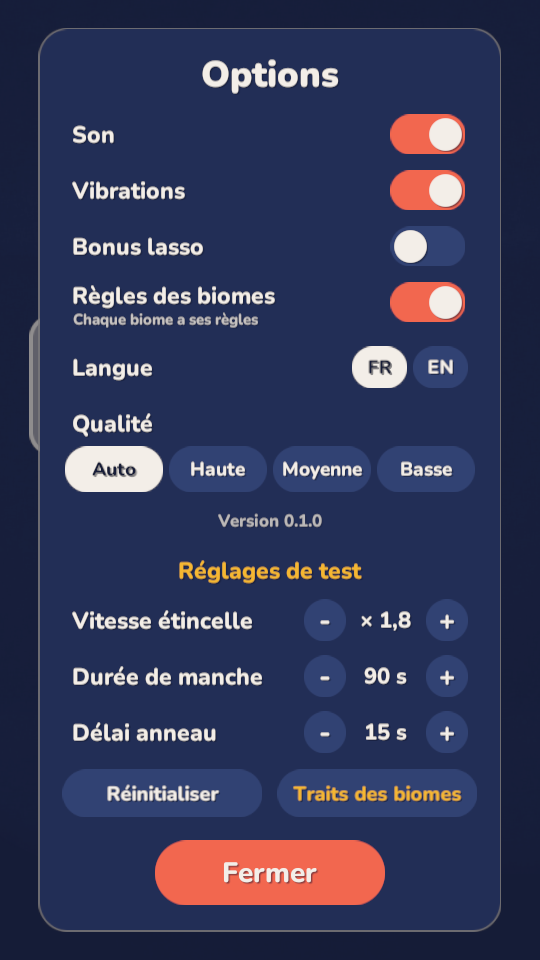 Options
Son
Vibrations
Bonus lasso
Règles des biomes
Chaque biome a ses règles
Langue FR EN
Qualité
Auto Haute Moyenne Basse
Version 0.1.0
Réglages de test
Vitesse étincelle - × 1,8 +
Durée de manche - 90 s +
Délai anneau - 15 s +
Réinitialiser Traits des biomes
Fermer